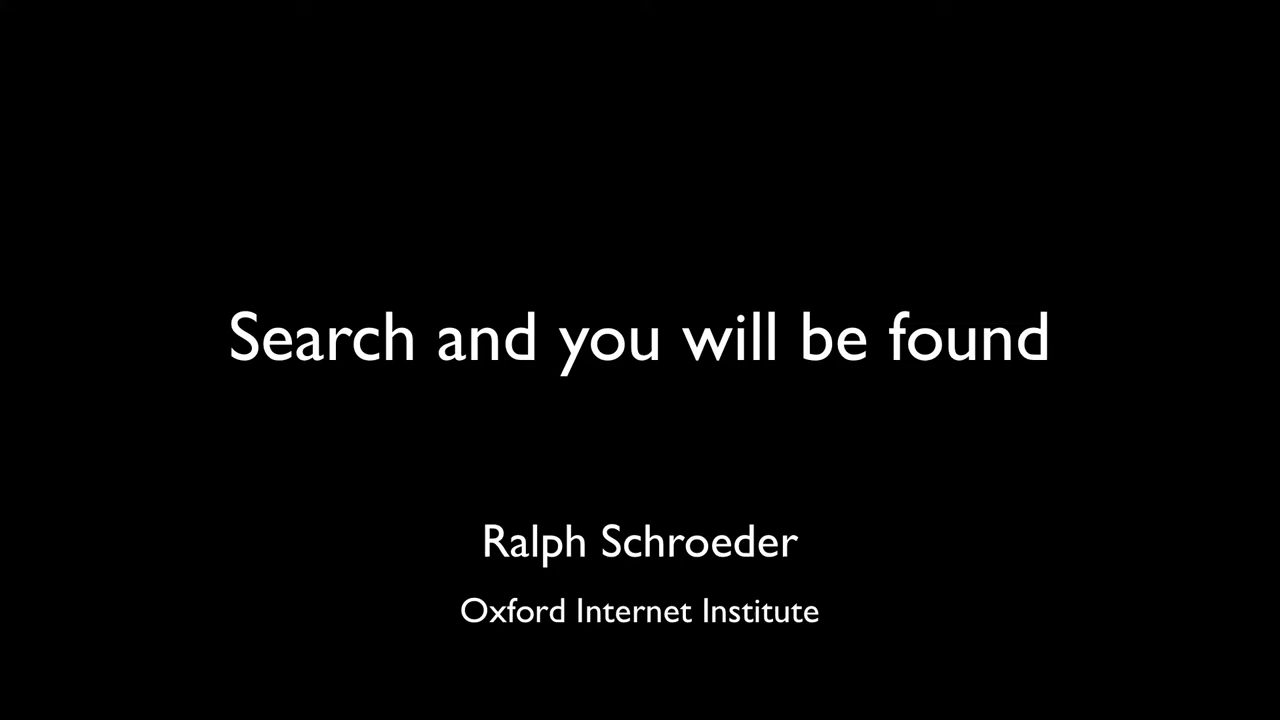 Search and you will be found
Ralph Schroeder
Oxford Internet Institute